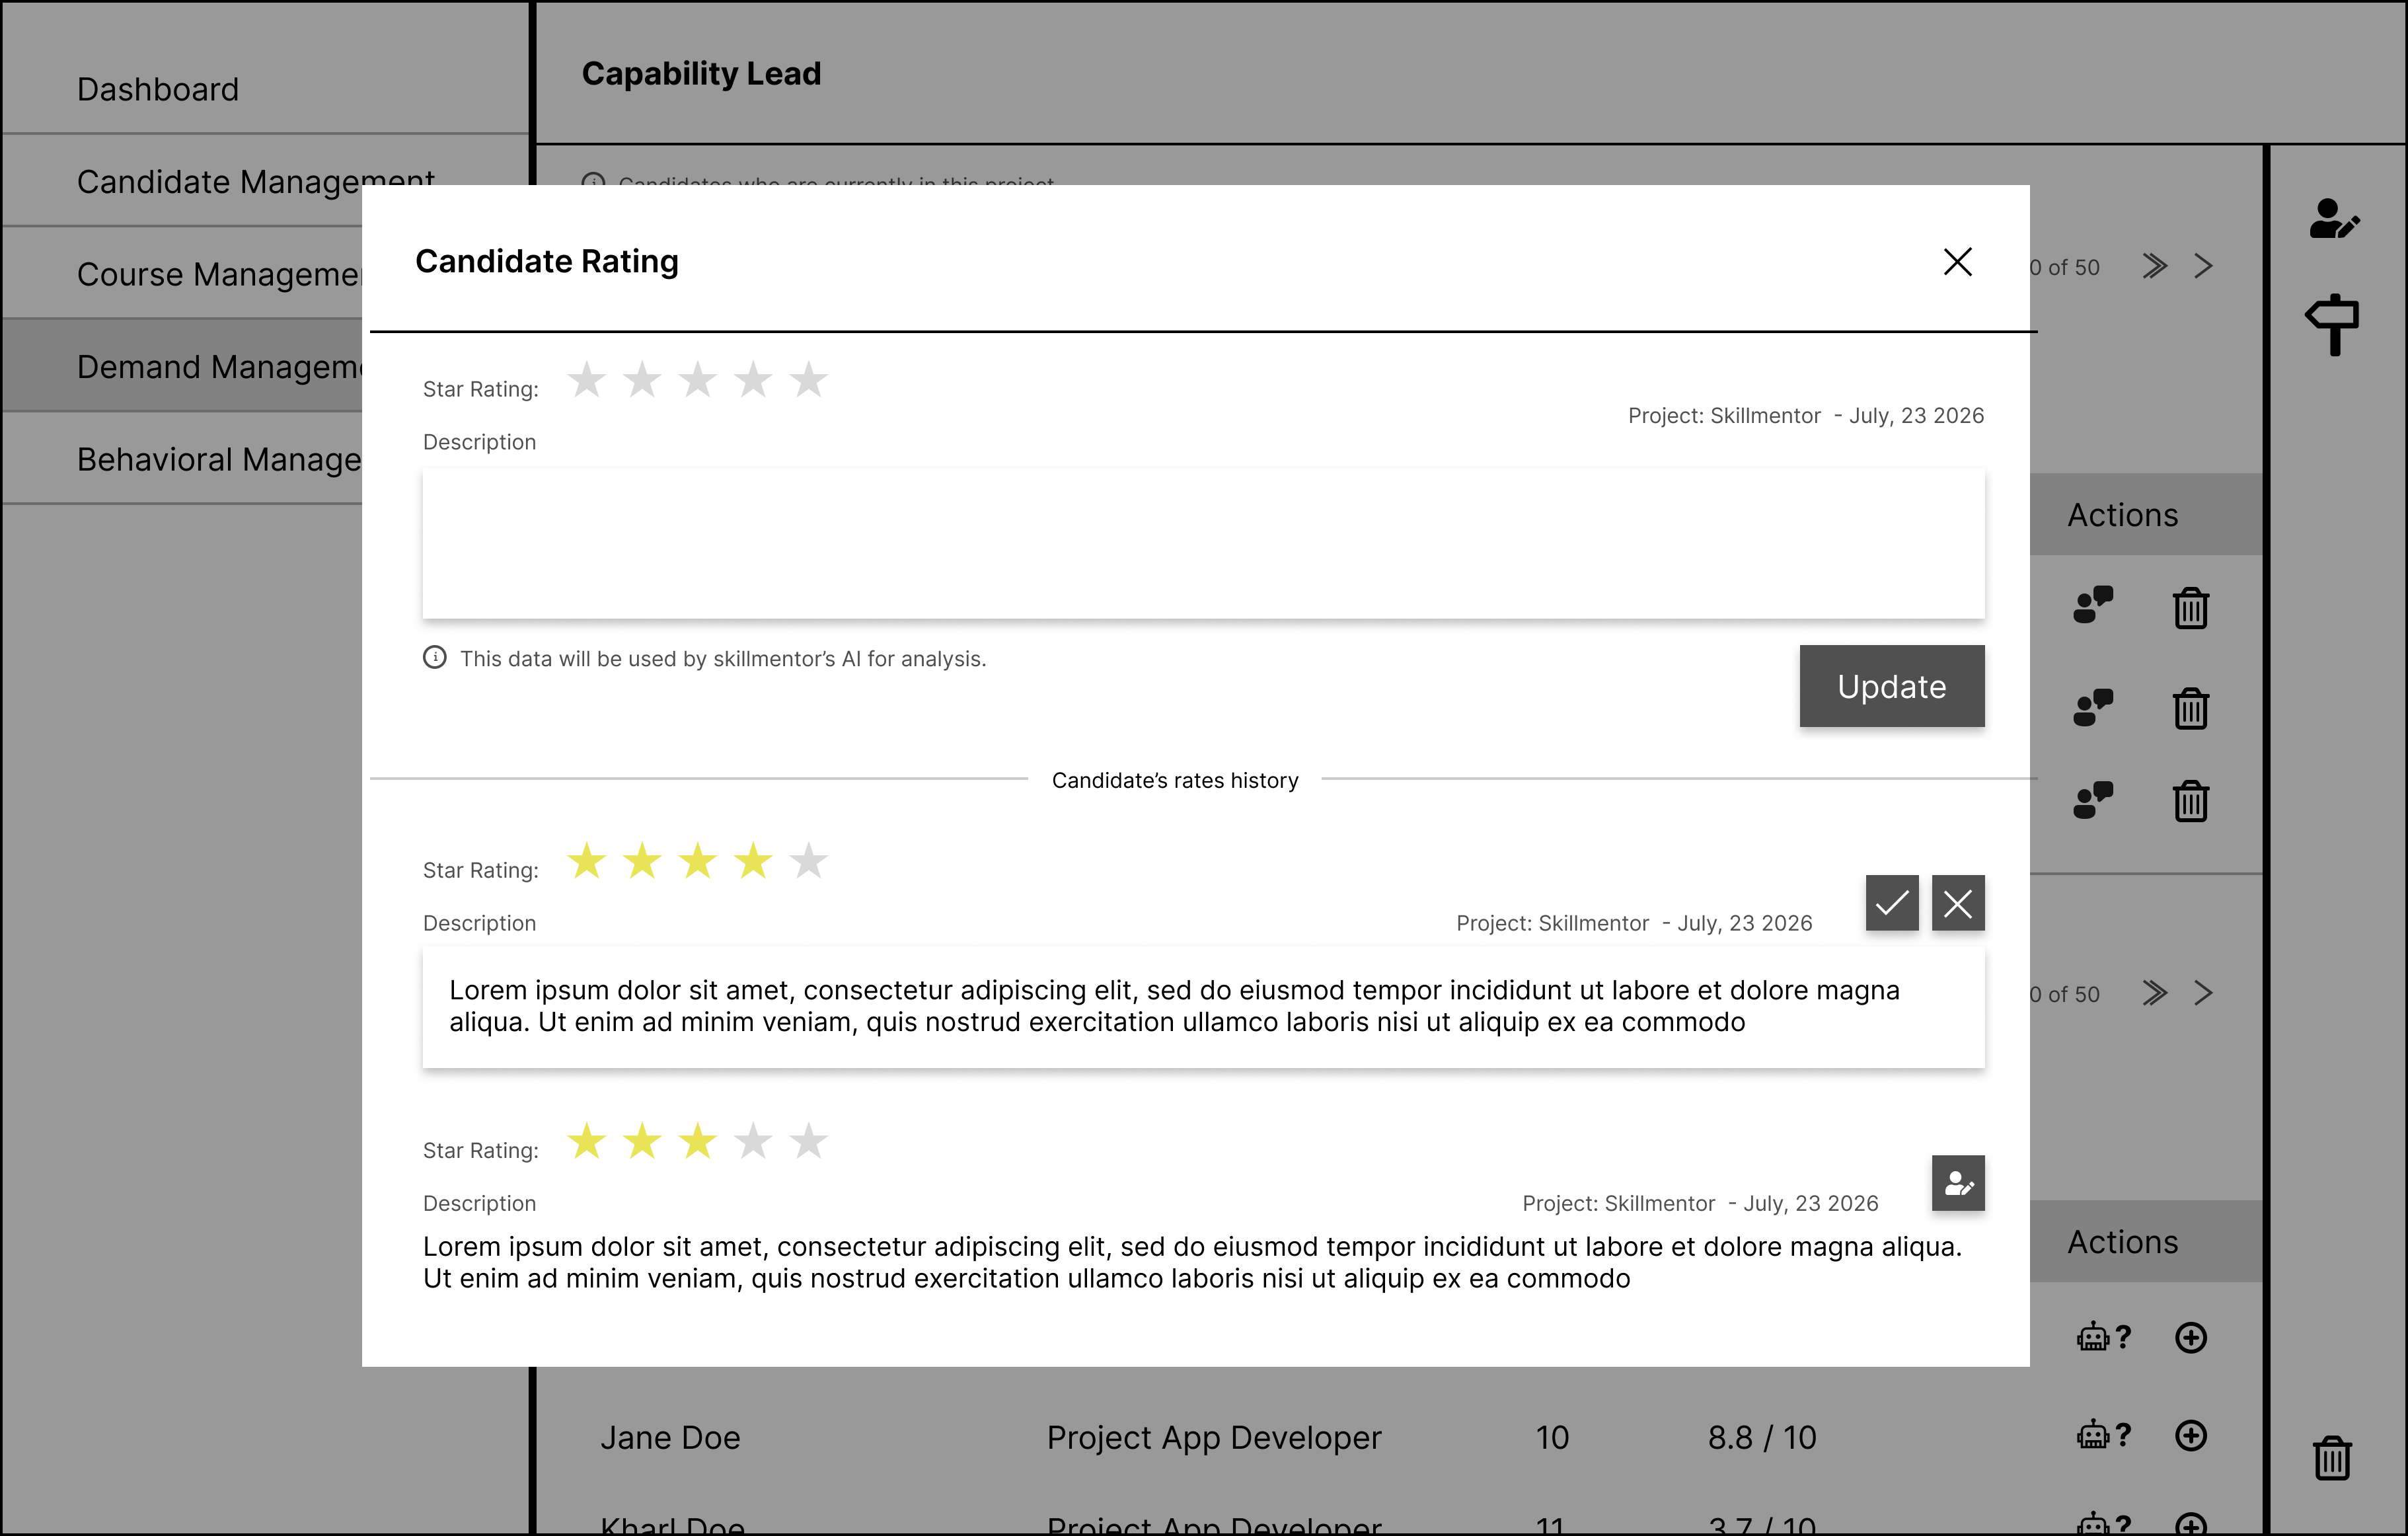 Dashboard
Capability Lead
Candidate Management
Candidates who are currently in this project
Candidate Rating
Course Manageme
0 of 50
Demand Managem
Star Rating:
Project: Skillmentor - July, 23 2026
Description
Behavioral Manage
Actions
This data will be used by skillmentor's AI for analysis.
Update
Candidate's rates history
Star Rating:
Description
Project: Skillmentor - July, 23 2026
Lorem ipsum dolor sit amet, consectetur adipiscing elit, sed do eiusmod tempor incididunt ut labore et dolore magna
aliqua. Ut enim ad minim veniam, quis nostrud exercitation ullamco laboris nisi ut aliquip ex ea commodo
0 of 50
Star Rating:
Description
Project: Skillmentor - July, 23 2026
Lorem ipsum dolor sit amet, consectetur adipiscing elit, sed do eiusmod tempor incididunt ut labore et dolore magna aliqua.
Ut enim ad minim veniam, quis nostrud exercitation ullamco laboris nisi ut aliquip ex ea commodo
Actions
?
Jane Doe Project App Developer 10 8.8 / 10 ?
Kharl Doe Project App Developer 11 3.7 / 10 ?